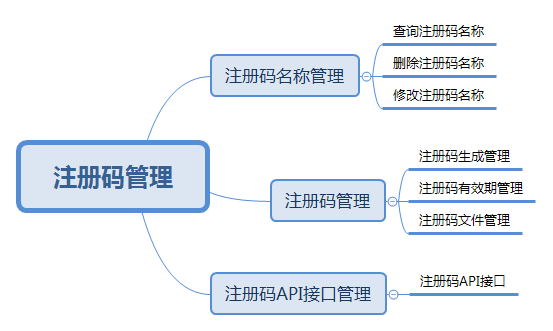 注册码管理
注册码名称管理
查询注册码名称
删除注册码名称
修改注册码名称
注册码管理
注册码生成管理
注册码有效期管理
注册码文件管理
注册码API接口管理
注册码API接口